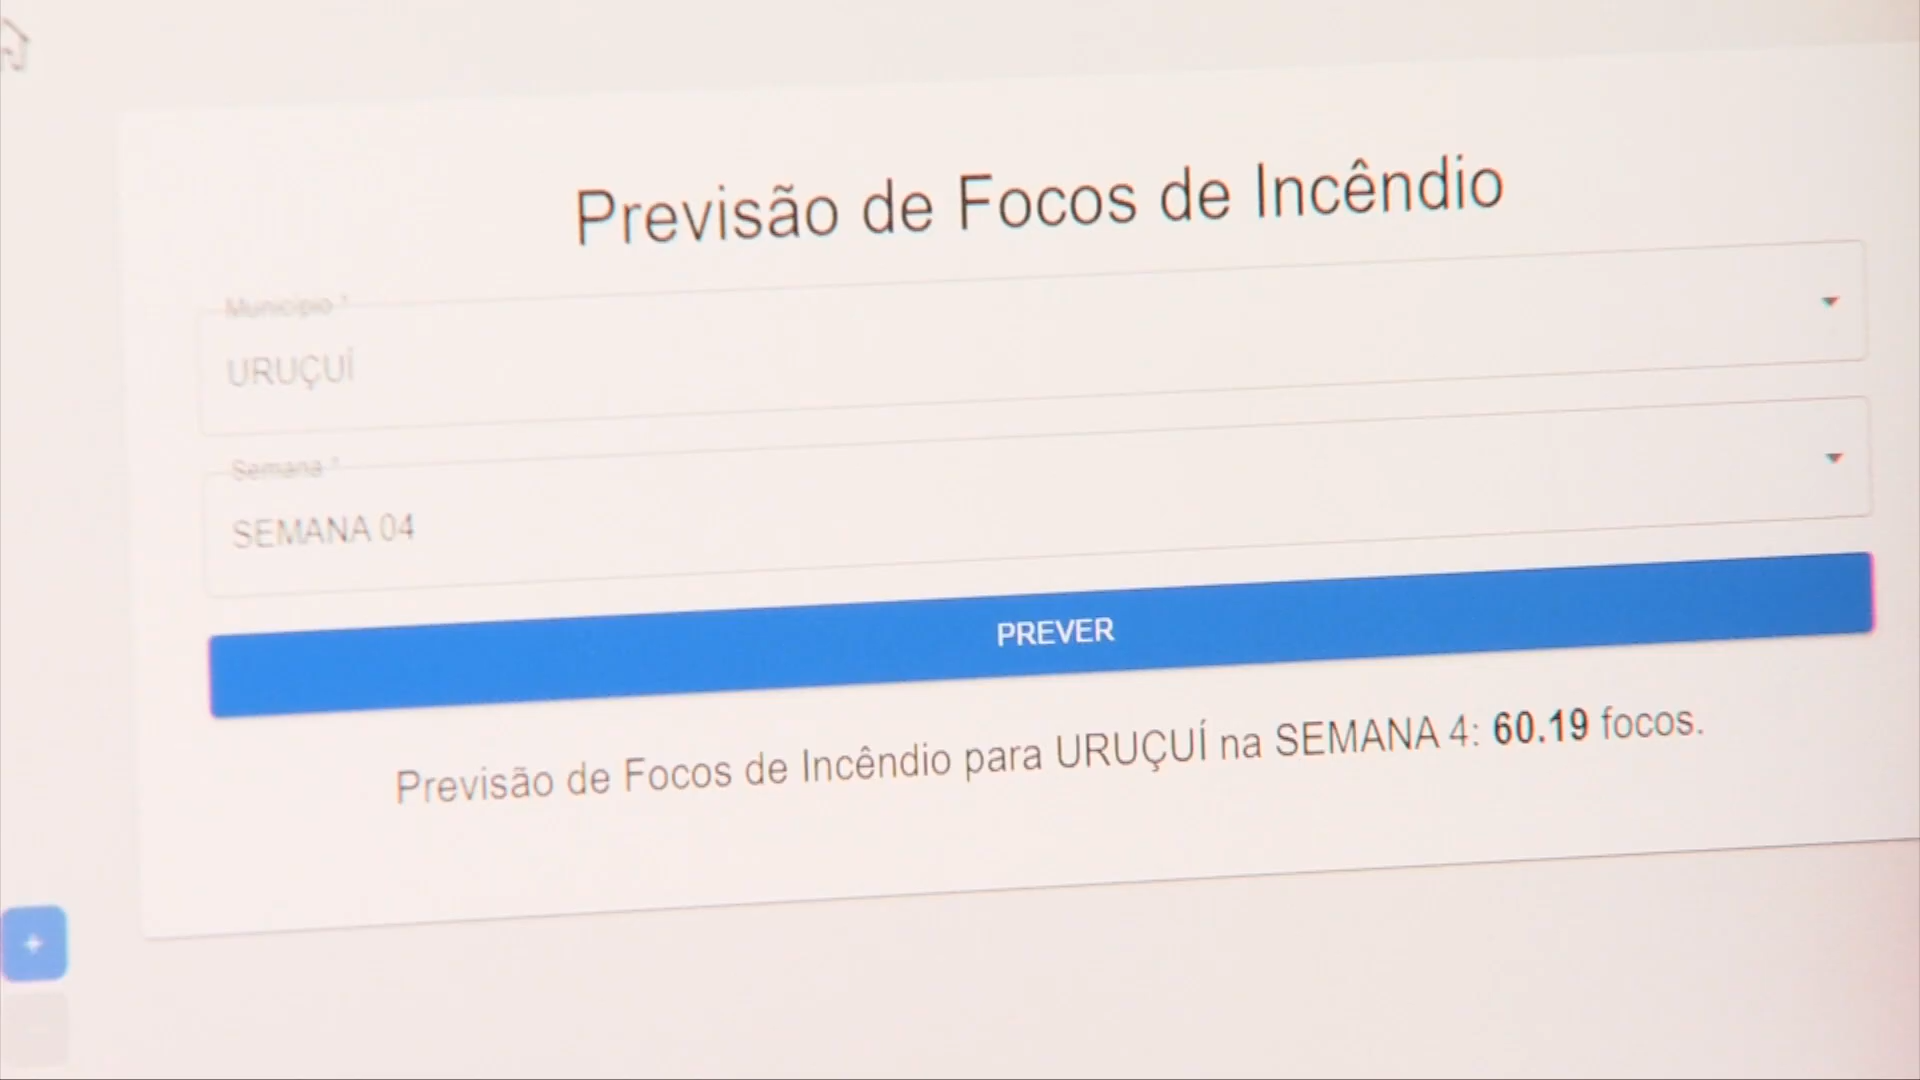 Previsão de Focos de Incêndio
Município *
URUÇUÍ
Semana *
SEMANA 04
PREVER
Previsão de Focos de Incêndio para URUÇUÍ na SEMANA 4: 60.19 focos.
+